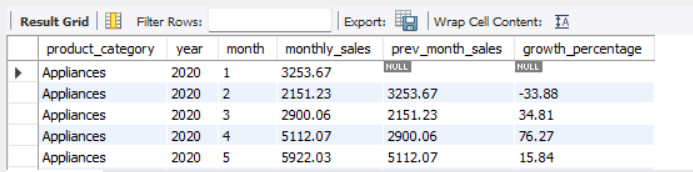 Result Grid Filter Rows: Export: Wrap Cell Content: IA
product_category year month monthly_sales prev_month_sales growth_percentage
Appliances 2020 1 3253.67 NULL NULL
Appliances 2020 2 2151.23 3253.67 -33.88
Appliances 2020 3 2900.06 2151.23 34.81
Appliances 2020 4 5112.07 2900.06 76.27
Appliances 2020 5 5922.03 5112.07 15.84